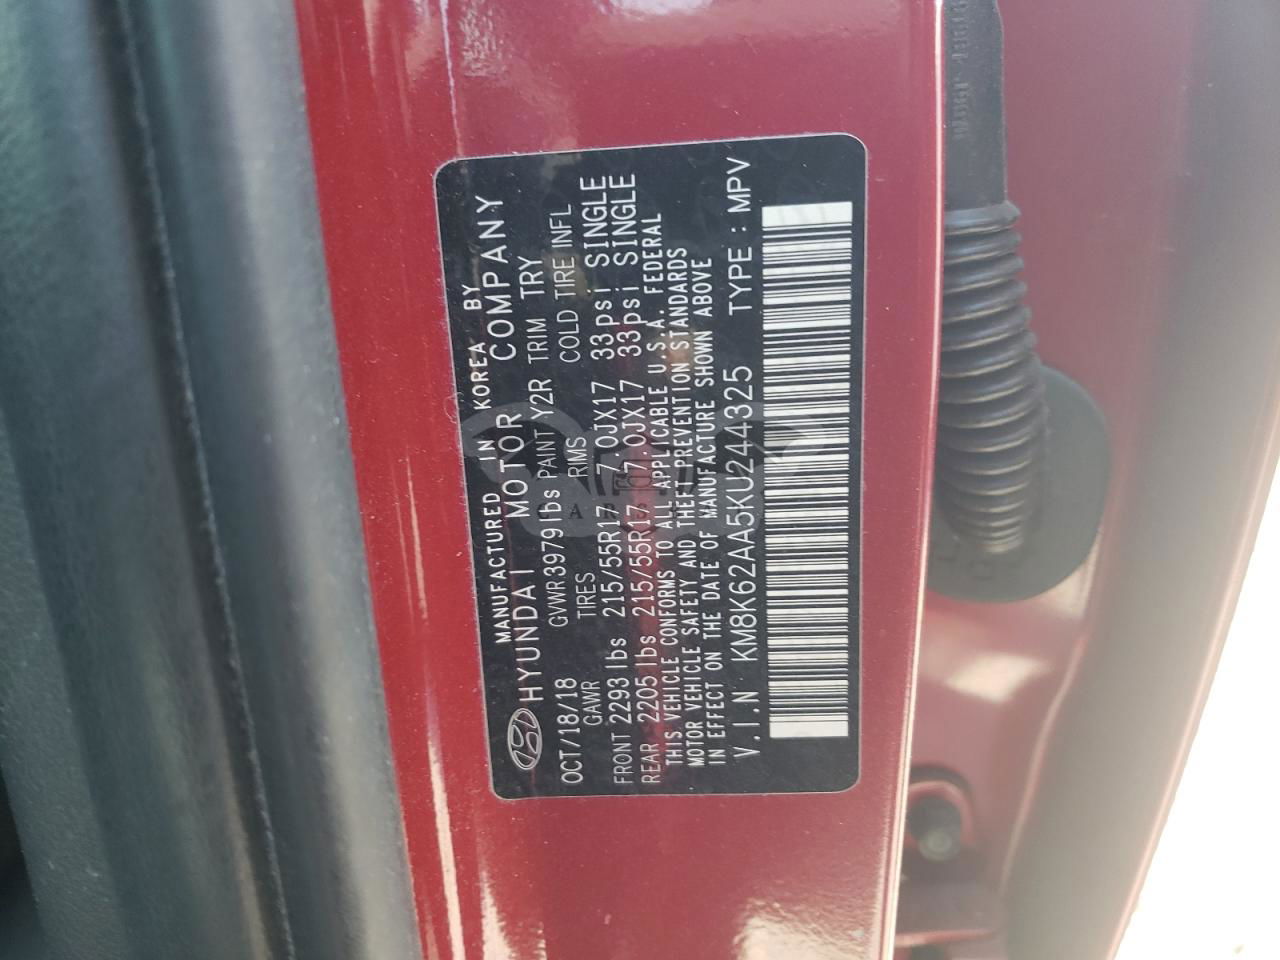 MANUFACTURED IN KOREA BY
HYUNDAI MOTOR COMPANY
OCT/18/18 GVWR 3979lbs PAINT Y2R TRIM TRY
GAWR TIRES RIMS COLD TIRE INFL
FRONT 2293lbs 215/55R17 7.0JX17 33psi SINGLE
REAR 2205lbs 215/55R17 7.0JX17 33psi SINGLE
THIS VEHICLE CONFORMS TO ALL APPLICABLE U.S.A. FEDERAL
MOTOR VEHICLE SAFETY AND THEFT PREVENTION STANDARDS
IN EFFECT ON THE DATE OF MANUFACTURE SHOWN ABOVE
V.I.N KM8K62AA5KU244325 TYPE : MPV